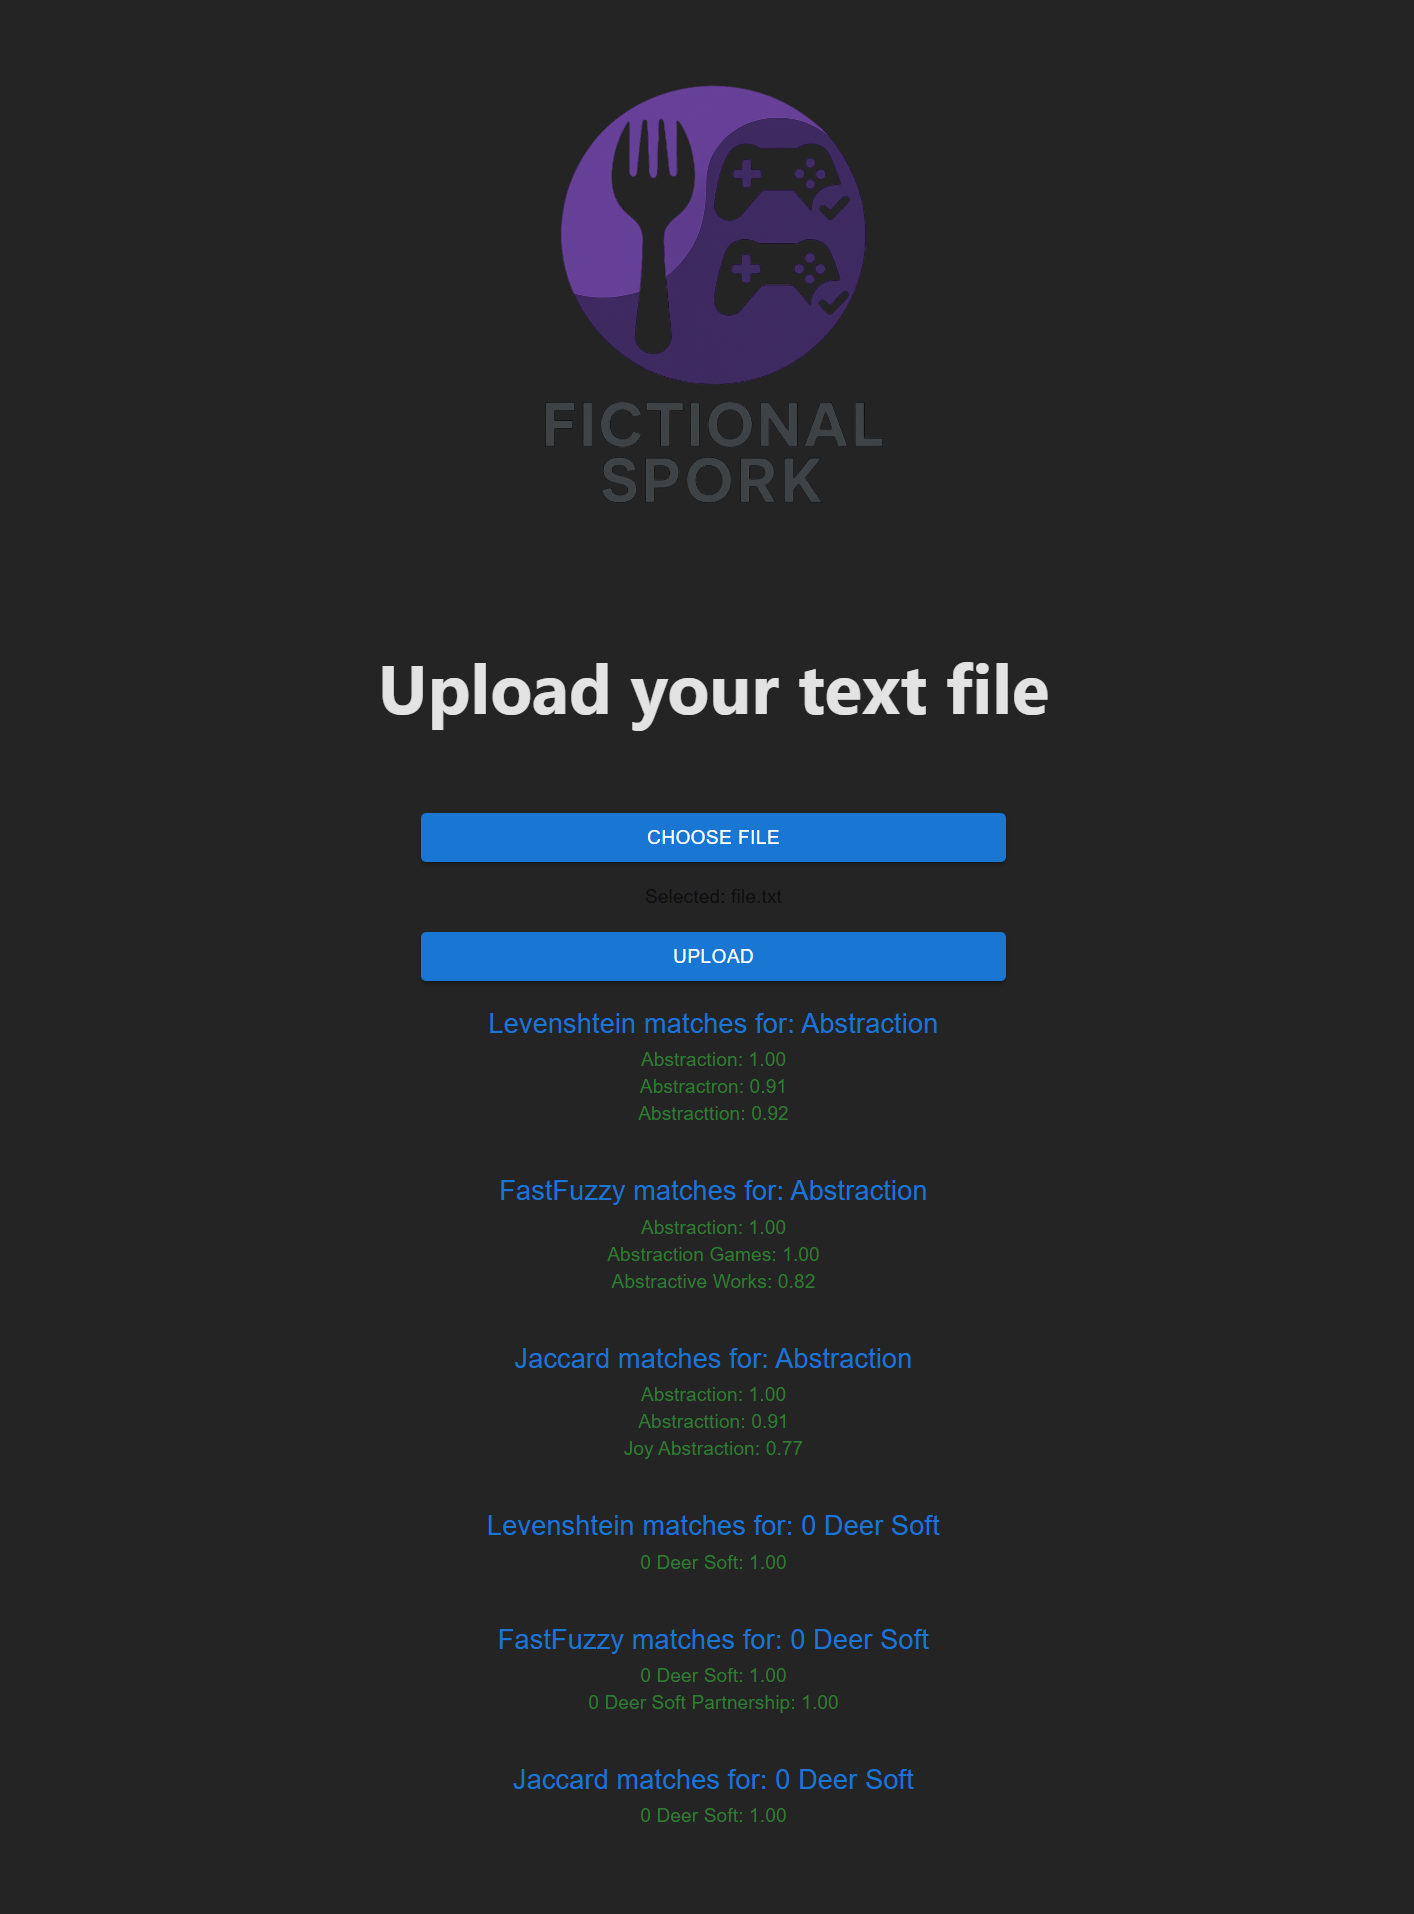 FICTIONAL
SPORK
Upload your text file
CHOOSE FILE
Selected: file.txt
UPLOAD
Levenshtein matches for: Abstraction
Abstraction: 1.00
Abstractron: 0.91
Abstracttion: 0.92
FastFuzzy matches for: Abstraction
Abstraction: 1.00
Abstraction Games: 1.00
Abstractive Works: 0.82
Jaccard matches for: Abstraction
Abstraction: 1.00
Abstracttion: 0.91
Joy Abstraction: 0.77
Levenshtein matches for: 0 Deer Soft
0 Deer Soft: 1.00
FastFuzzy matches for: 0 Deer Soft
0 Deer Soft: 1.00
0 Deer Soft Partnership: 1.00
Jaccard matches for: 0 Deer Soft
0 Deer Soft: 1.00